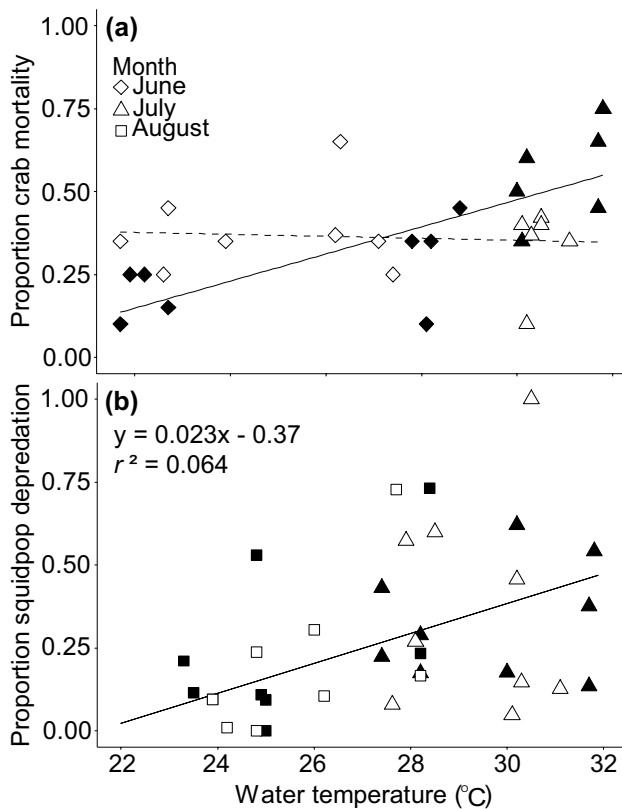 (a)
Month
June
July
August
1.00
0.75
0.50
0.25
0.00
Proportion crab mortality
(b)
y = 0.023x - 0.37
r² = 0.064
1.00
0.75
0.50
0.25
0.00
Proportion squidpop depredation
22 24 26 28 30 32
Water temperature (°C)